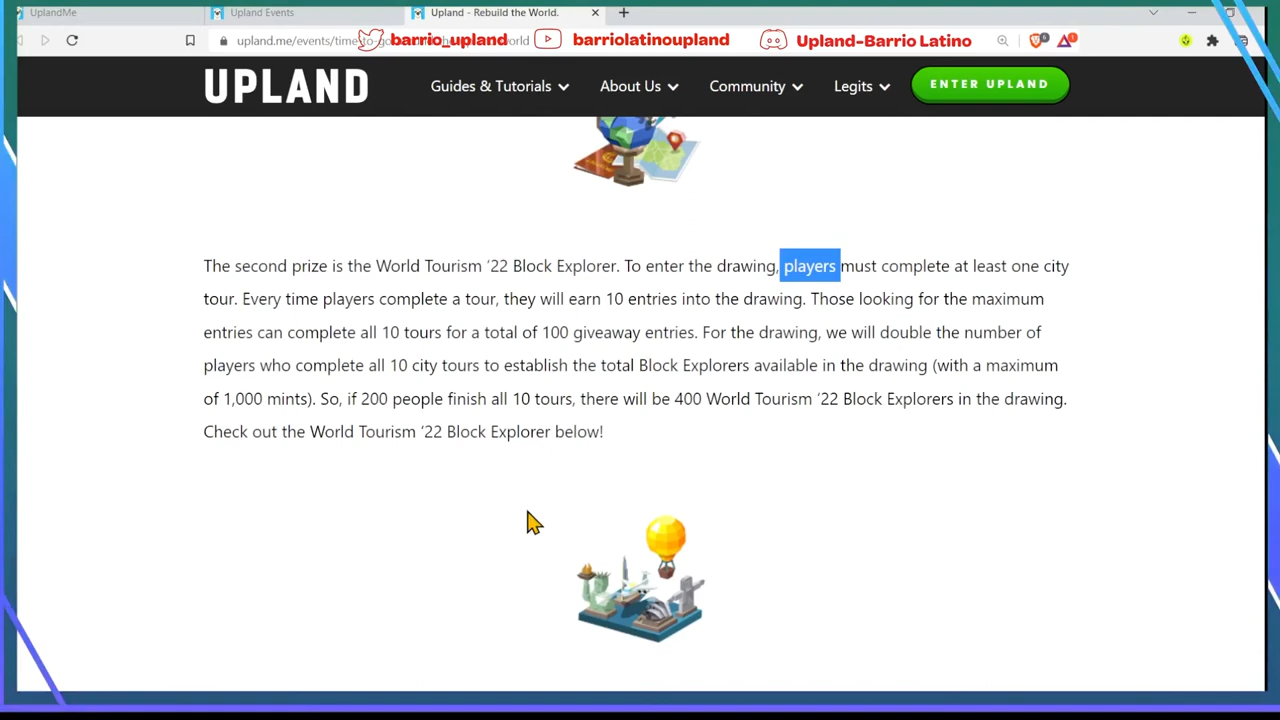 UplandMe
Upland Events
Upland - Rebuild the World.
upland.me/events/time-to-go
world
barrio_upland
barriolatinoupland
Upland-Barrio Latino
UPLAND
Guides & Tutorials
About Us
Community
Legits
ENTER UPLAND
The second prize is the World Tourism ‘22 Block Explorer. To enter the drawing, players must complete at least one city
tour. Every time players complete a tour, they will earn 10 entries into the drawing. Those looking for the maximum
entries can complete all 10 tours for a total of 100 giveaway entries. For the drawing, we will double the number of
players who complete all 10 city tours to establish the total Block Explorers available in the drawing (with a maximum
of 1,000 mints). So, if 200 people finish all 10 tours, there will be 400 World Tourism ‘22 Block Explorers in the drawing.
Check out the World Tourism ‘22 Block Explorer below!